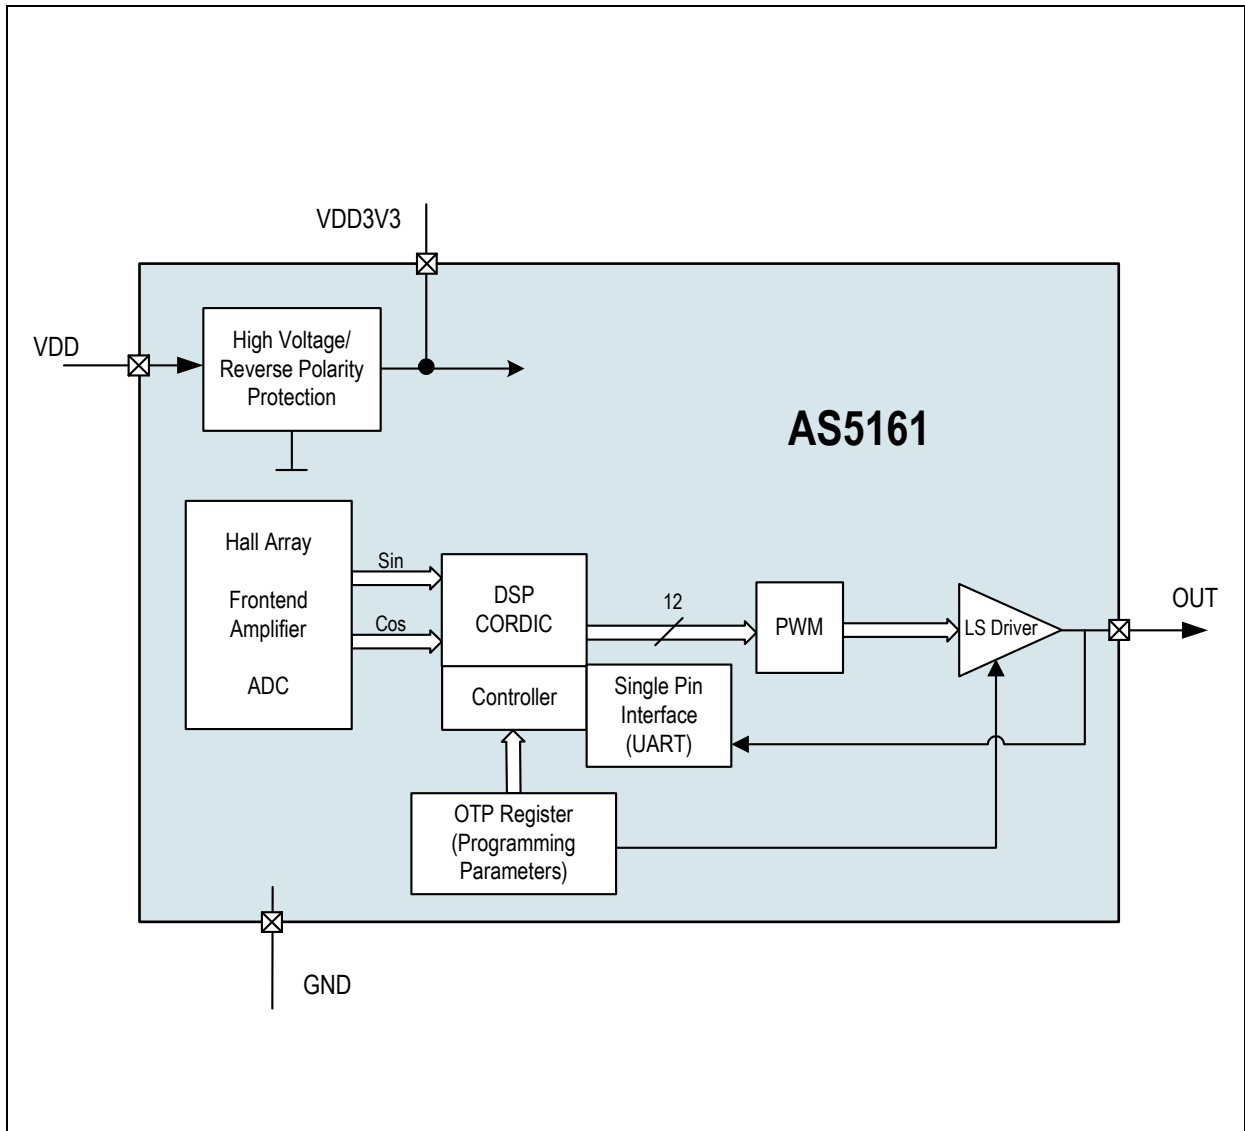 VDD3V3
VDD
High Voltage/
Reverse Polarity
Protection
AS5161
Hall Array
Frontend
Amplifier
ADC
Sin
Cos
DSP
CORDIC
Controller
12
PWM
LS Driver
OUT
Single Pin
Interface
(UART)
OTP Register
(Programming
Parameters)
GND